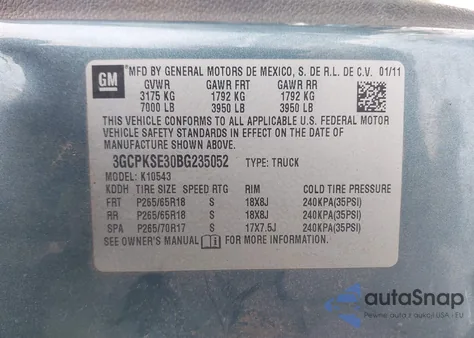 GM
MFD BY GENERAL MOTORS DE MEXICO, S. DE R.L. DE C.V. 01/11
GVWR GAWR FRT GAWR RR
3175 KG 1792 KG 1792 KG
7000 LB 3950 LB 3950 LB
THIS VEHICLE CONFORMS TO ALL APPLICABLE U.S. FEDERAL MOTOR
VEHICLE SAFETY STANDARDS IN EFFECT ON THE DATE OF
MANUFACTURE SHOWN ABOVE.
3GCPKSE30BG235052 TYPE: TRUCK
MODEL: K10543
KDDH TIRE SIZE SPEED RTG RIM COLD TIRE PRESSURE
FRT P265/65R18 S 18X8J 240KPA(35PSI)
RR P265/65R18 S 18X8J 240KPA(35PSI)
SPA P265/70R17 S 17X7.5J 240KPA(35PSI)
SEE OWNER'S MANUAL FOR MORE INFORMATION.
autoSnap
Pewne auto z USA i EU